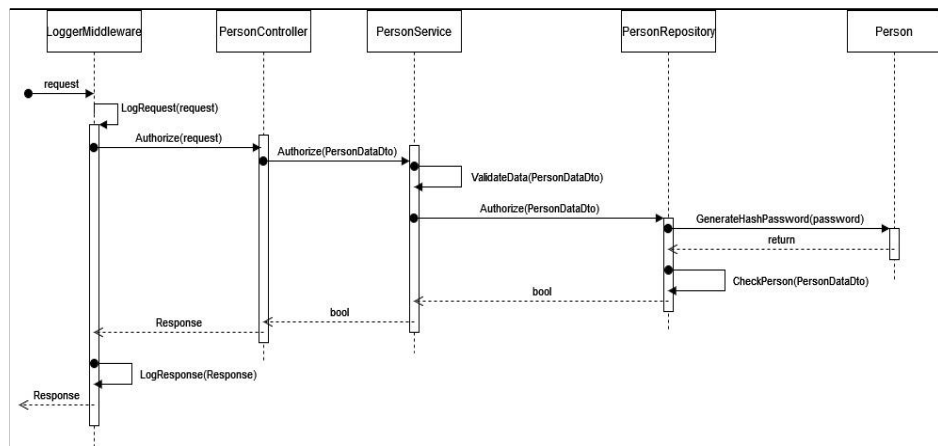 LoggerMiddleware
PersonController
PersonService
PersonRepository
Person
request
LogRequest(request)
Authorize(request)
Authorize(PersonDataDto)
ValidateData(PersonDataDto)
Authorize(PersonDataDto)
GenerateHashPassword(password)
return
CheckPerson(PersonDataDto)
bool
bool
Response
LogResponse(Response)
Response